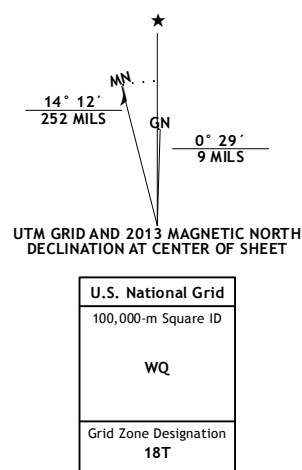 ★
MN
14° 12´
252 MILS
GN
0° 29´
9 MILS
UTM GRID AND 2013 MAGNETIC NORTH
DECLINATION AT CENTER OF SHEET
U.S. National Grid
100,000-m Square ID
WQ
Grid Zone Designation
18T